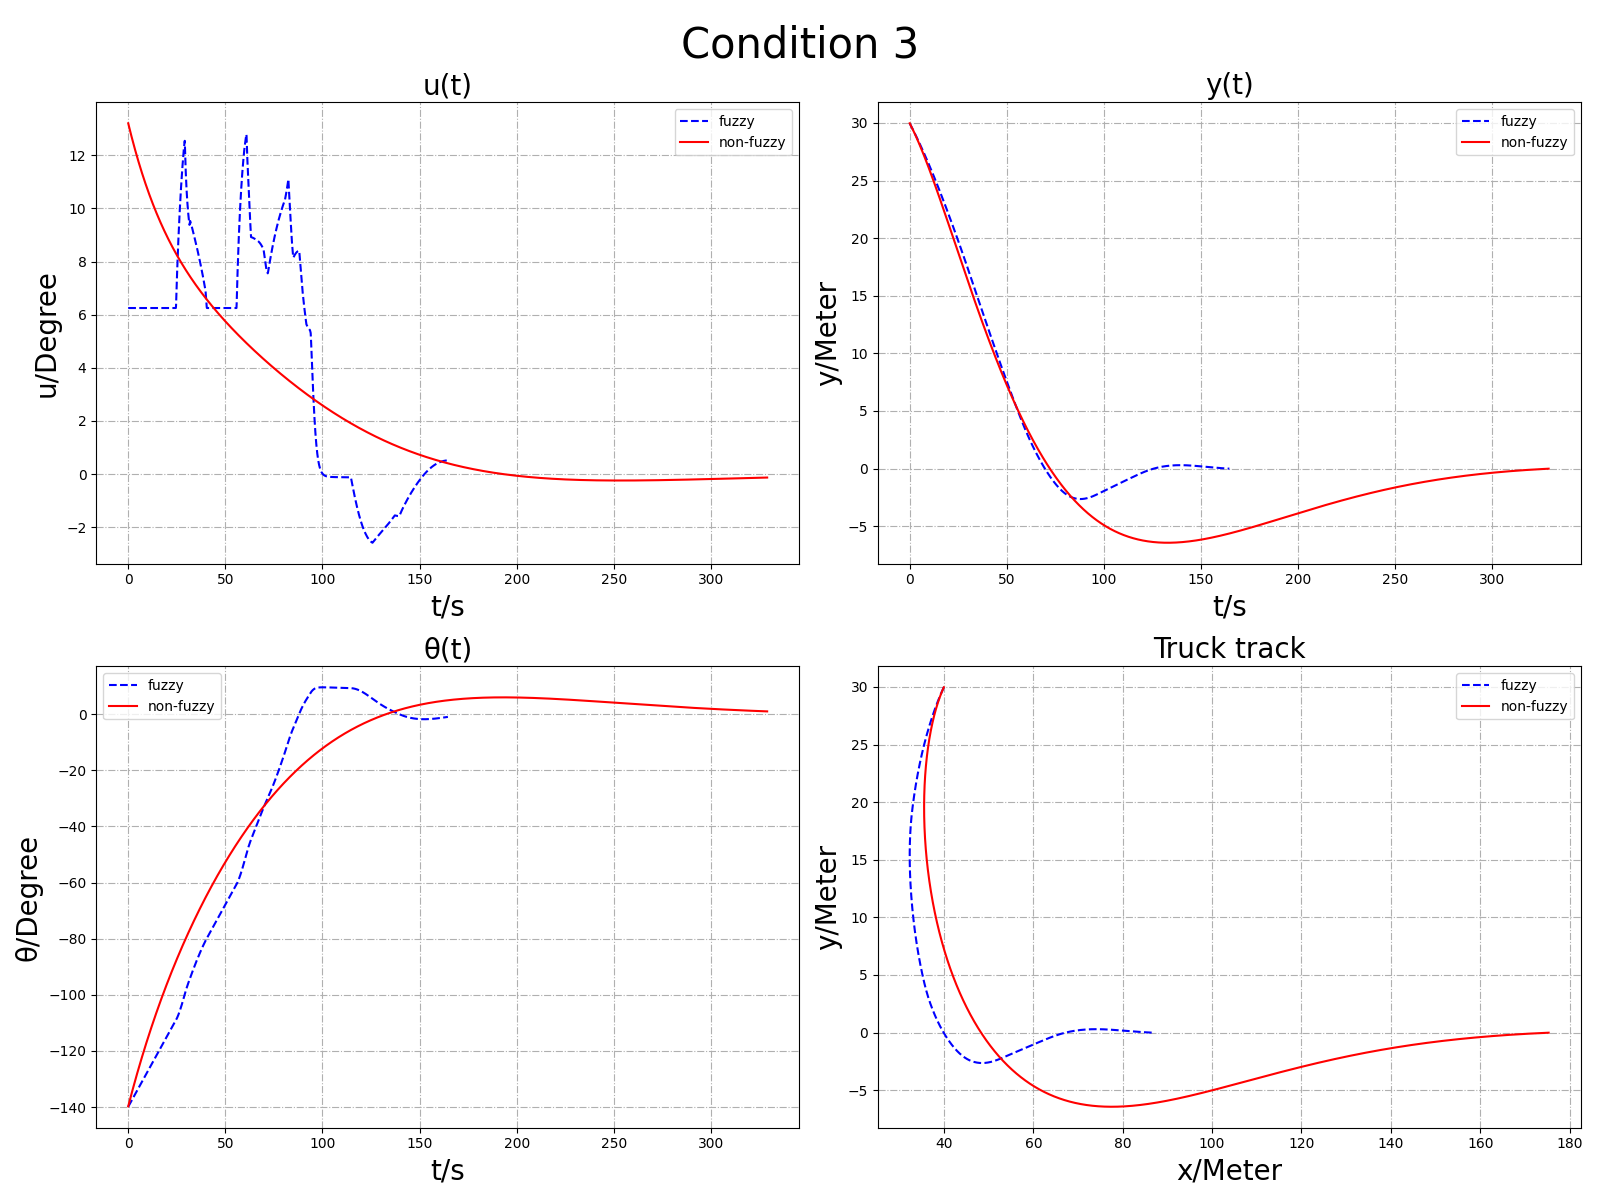 Condition 3
u(t)
u/Degree
12
10
8
6
4
2
0
−2
0 50 100 150 200 250 300
t/s
fuzzy
non-fuzzy
y(t)
y/Meter
30
25
20
15
10
5
0
−5
0 50 100 150 200 250 300
t/s
fuzzy
non-fuzzy
θ(t)
θ/Degree
0
−20
−40
−60
−80
−100
−120
−140
0 50 100 150 200 250 300
t/s
fuzzy
non-fuzzy
Truck track
y/Meter
30
25
20
15
10
5
0
−5
40 60 80 100 120 140 160 180
x/Meter
fuzzy
non-fuzzy